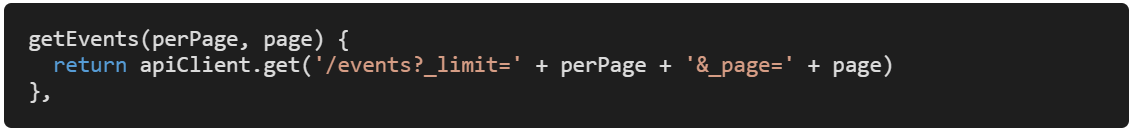 getEvents(perPage, page) {
  return apiClient.get('/events?_limit=' + perPage + '&_page=' + page)
},